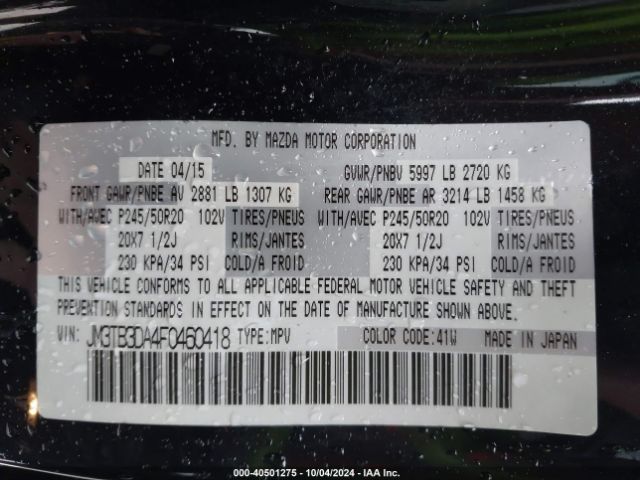 MFD. BY MAZDA MOTOR CORPORATION
DATE 04/15 GVWR/PNBV 5997 LB 2720 KG
FRONT GAWR/PNBE AV 2881 LB 1307 KG REAR GAWR/PNBE AR 3214 LB 1458 KG
WITH/AVEC P245/50R20 102V TIRES/PNEUS WITH/AVEC P245/50R20 102V TIRES/PNEUS
20X7 1/2J RIMS/JANTES 20X7 1/2J RIMS/JANTES
230 KPA/34 PSI COLD/A FROID 230 KPA/34 PSI COLD/A FROID
THIS VEHICLE CONFORMS TO ALL APPLICABLE FEDERAL MOTOR VEHICLE SAFETY AND THEFT
PREVENTION STANDARDS IN EFFECT ON THE DATE OF MANUFACTURE SHOWN ABOVE.
VIN: JM3TB3DA4F0460418 TYPE:MPV COLOR CODE:41W MADE IN JAPAN
000-40501275 - 10/04/2024 - IAA Inc.